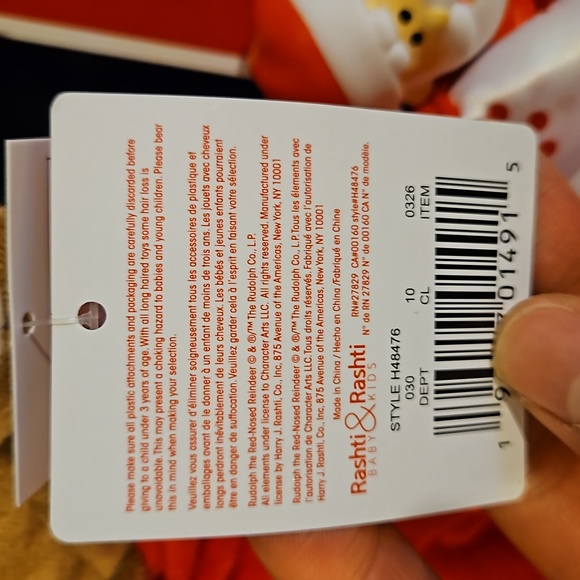 Please make sure all plastic attachments and packaging are carefully discarded before
giving to a child under 3 years of age. With all long haired toys some hair loss is
unavoidable. This may present a choking hazard to babies and young children. Please bear
this in mind when making your selection.
Veuillez vous assurer d'éliminer soigneusement tous les accessoires de plastique et
emballages avant de le donner à un enfant de moins de trois ans. Les jouets avec cheveux
longs perdront inévitablement de leurs cheveux. Les bébés et jeunes enfants pourraient
être en danger de suffocation. Veuillez garder cela à l'esprit en faisant votre sélection.
Rudolph the Red-Nosed Reindeer © & ®/™ The Rudolph Co., L.P.
All elements under license to Character Arts LLC. All rights reserved. Manufactured under
license by Harry J. Rashti, Co. Inc. 875 Avenue of the Americas, New York, NY 10001
Rudolph the Red-Nosed Reindeer © & ®/™ The Rudolph Co., L.P. Tous les élements avec
l'autorisation de Character Arts LLC. Tous droits réservés. Fabriqué avec l'autorisation de
Harry J. Rashti, Co., Inc, 875 Avenue of the Americas, New York, NY 10001
Made in China / Hecho en China / Fabriqué en Chine
Rashti & Rashti
BABY KIDS
RN#27829 CA#00160 style#H48476
N° de RN 27829 N° de 00160 CA N° de modèle.
STYLE H48476
030 10 0326
DEPT CL ITEM
1 9 01491 5